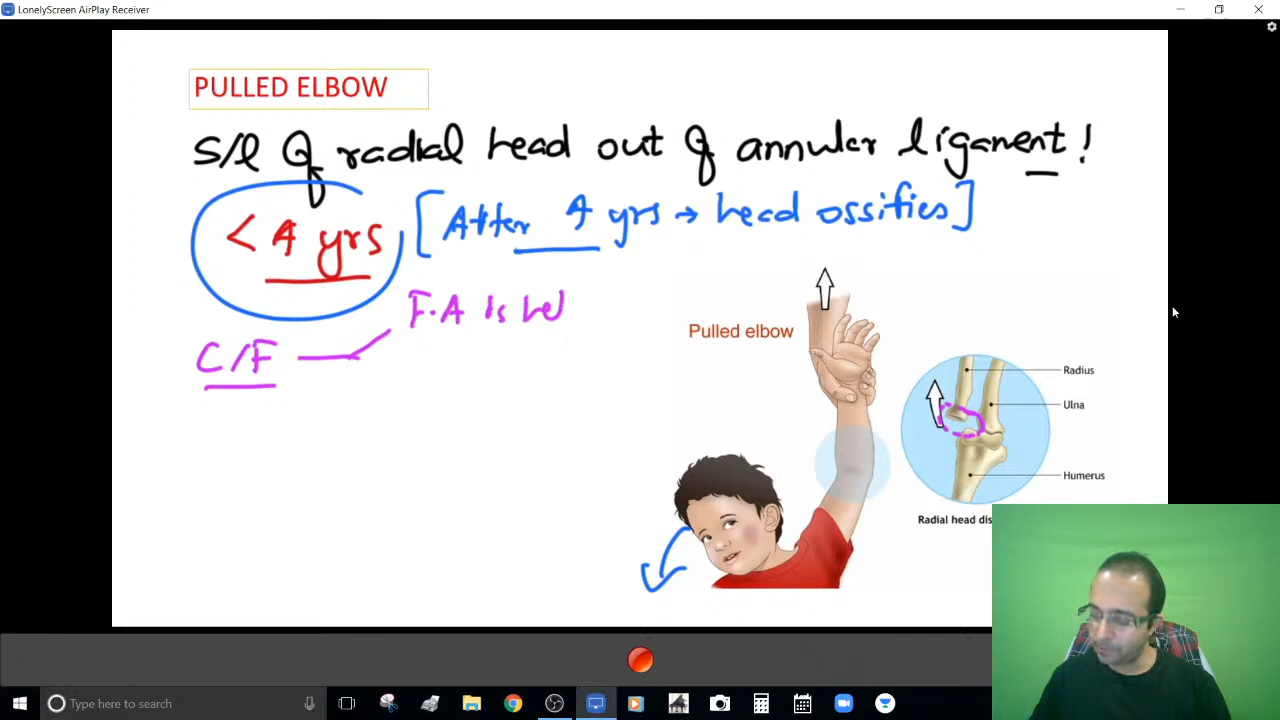 LonelyScreen AirPlay Receiver
PULLED ELBOW
S/l of radial head out of annular ligament!
< 4 yrs [After 4 yrs → head ossifies]
F.A is hel
C/F
Pulled elbow
Radius
Ulna
Humerus
Radial head dis
Type here to search